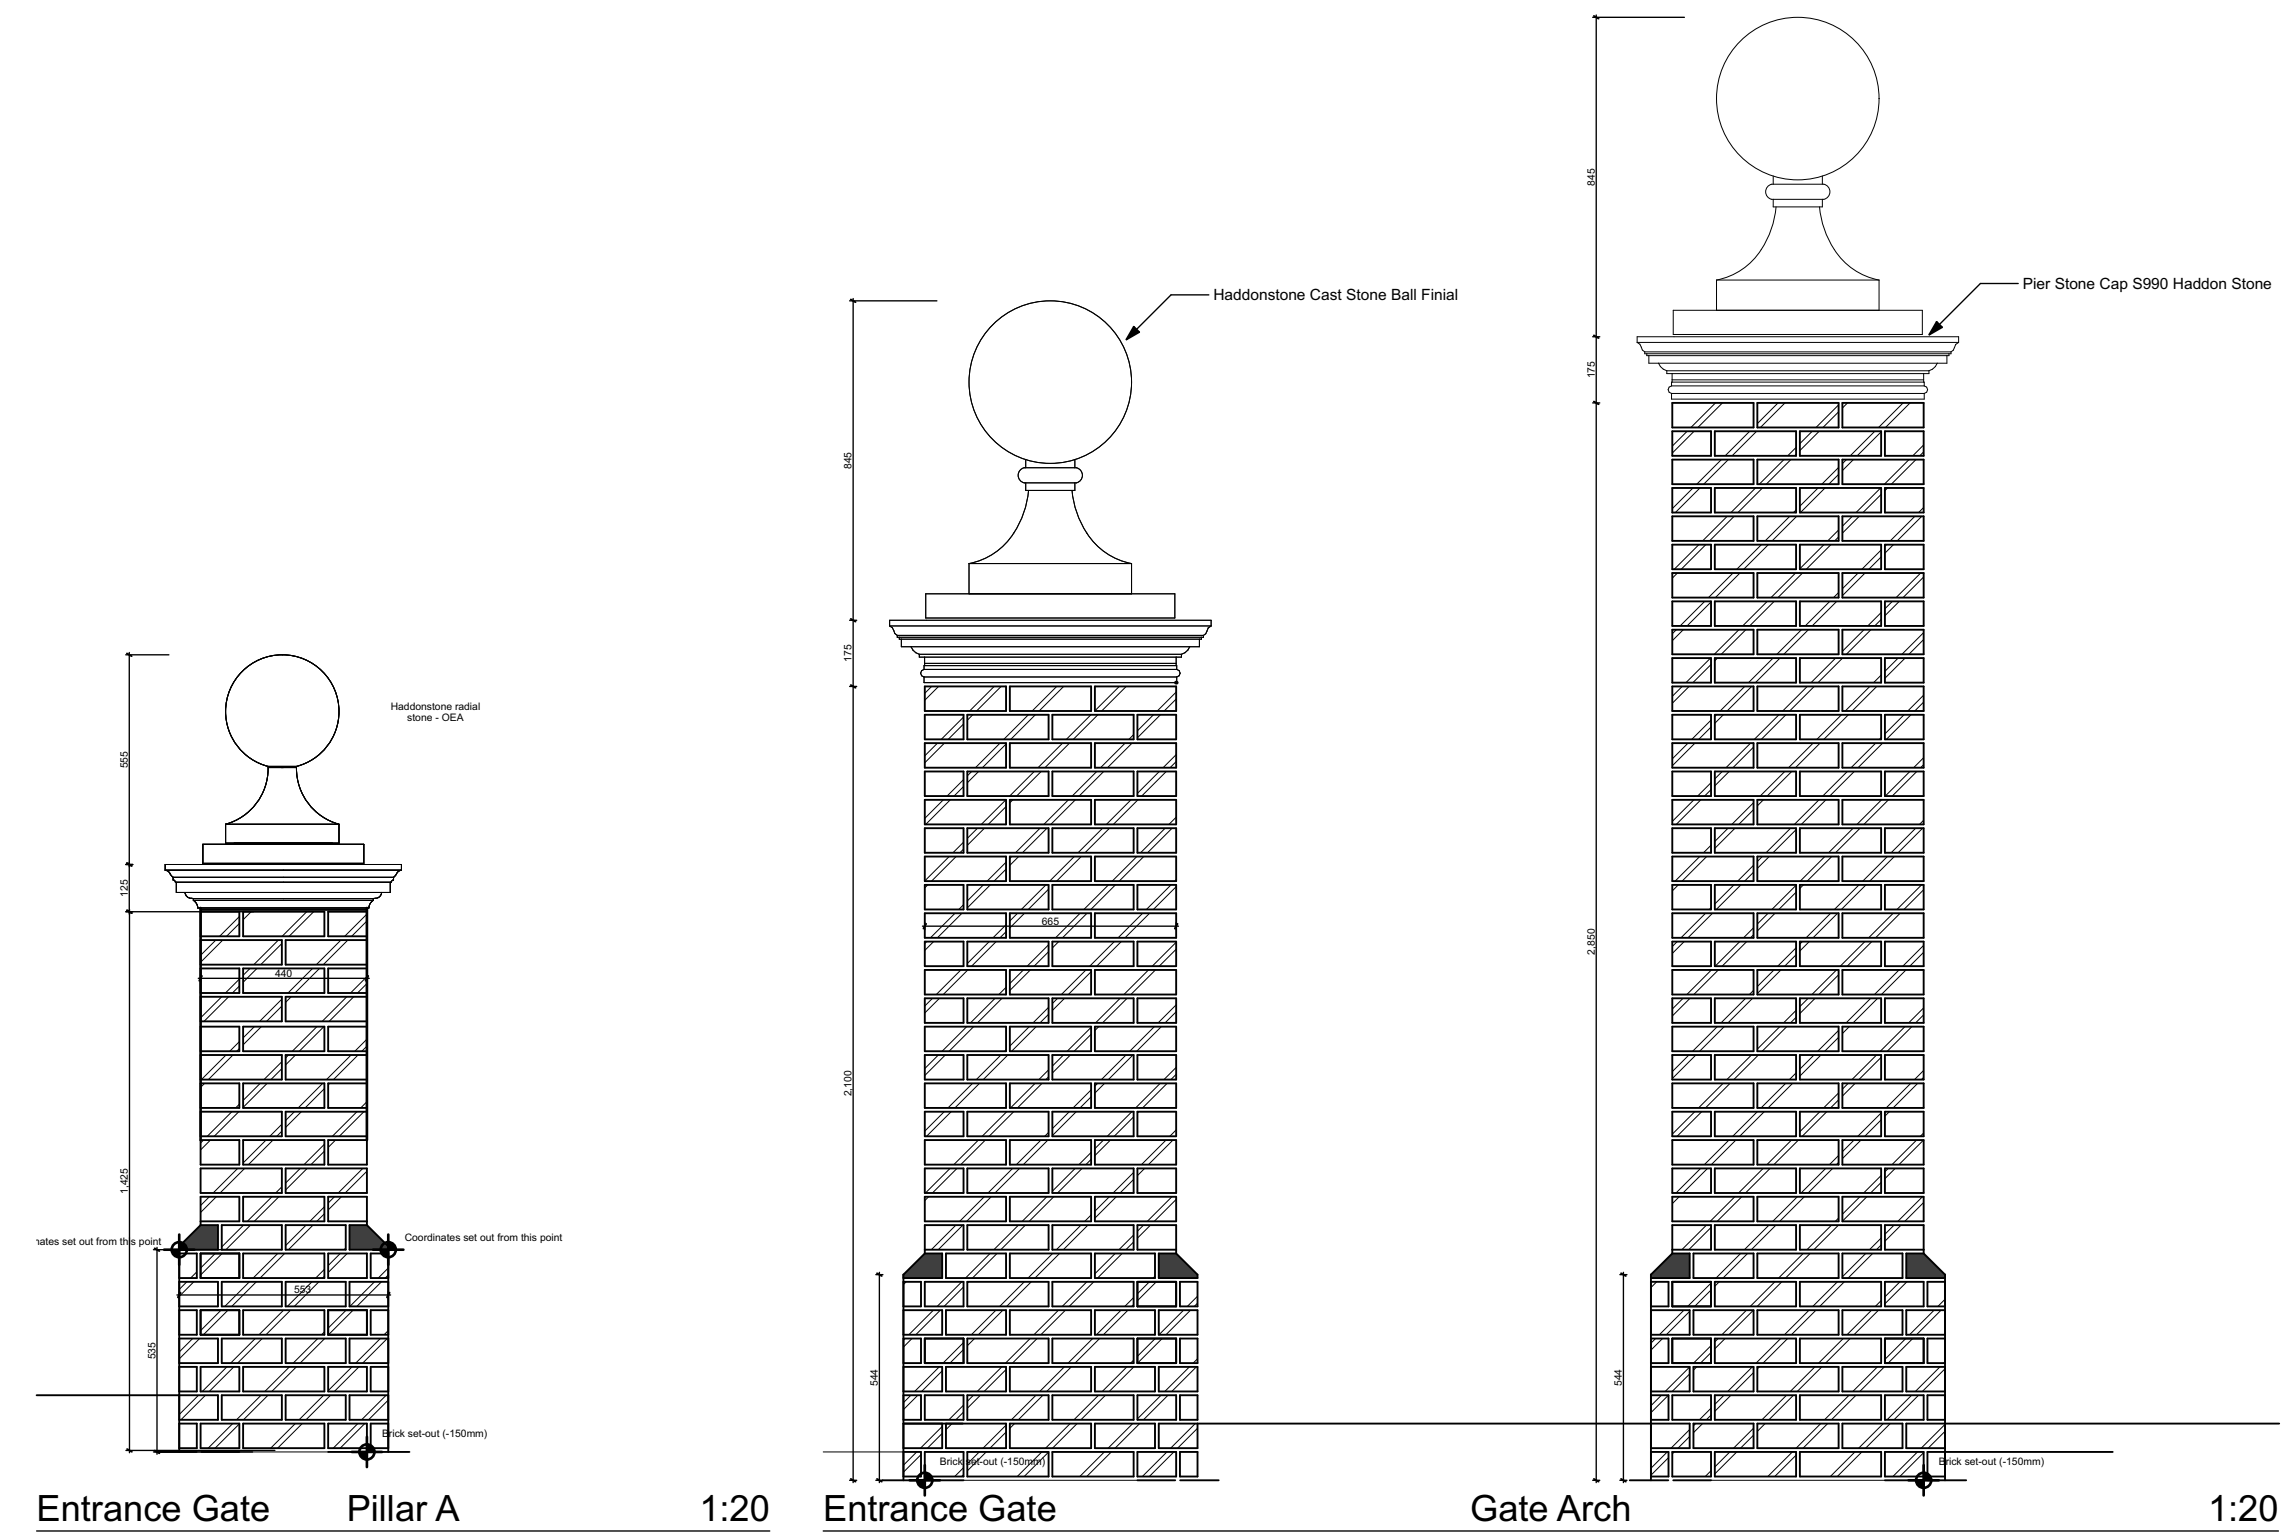 845
Pier Stone Cap S990 Haddon Stone
175
Haddonstone Cast Stone Ball Finial
845
175
Haddonstone radial
stone - OEA
555
125
440
665
2,850
2,100
1,425
nates set out from this point
Coordinates set out from this point
553
535
544
544
Brick set-out (-150mm)
Brick set-out (-150mm)
Brick set-out (-150mm)
Entrance Gate Pillar A 1:20
Entrance Gate Gate Arch 1:20